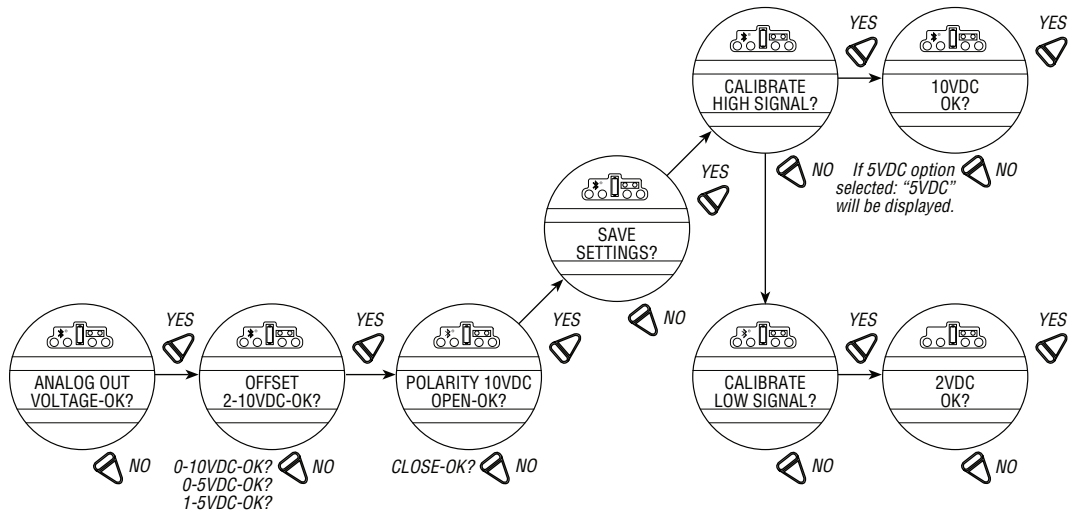 YES
YES
CALIBRATE
HIGH SIGNAL?
10VDC
OK?
NO
If 5VDC option
selected: “5VDC”
will be displayed.
NO
YES
SAVE
SETTINGS?
NO
YES
YES
YES
YES
YES
ANALOG OUT
VOLTAGE-OK?
OFFSET
2-10VDC-OK?
POLARITY 10VDC
OPEN-OK?
CALIBRATE
LOW SIGNAL?
2VDC
OK?
NO
0-10VDC-OK?
0-5VDC-OK?
1-5VDC-OK?
NO
CLOSE-OK?
NO
NO
NO